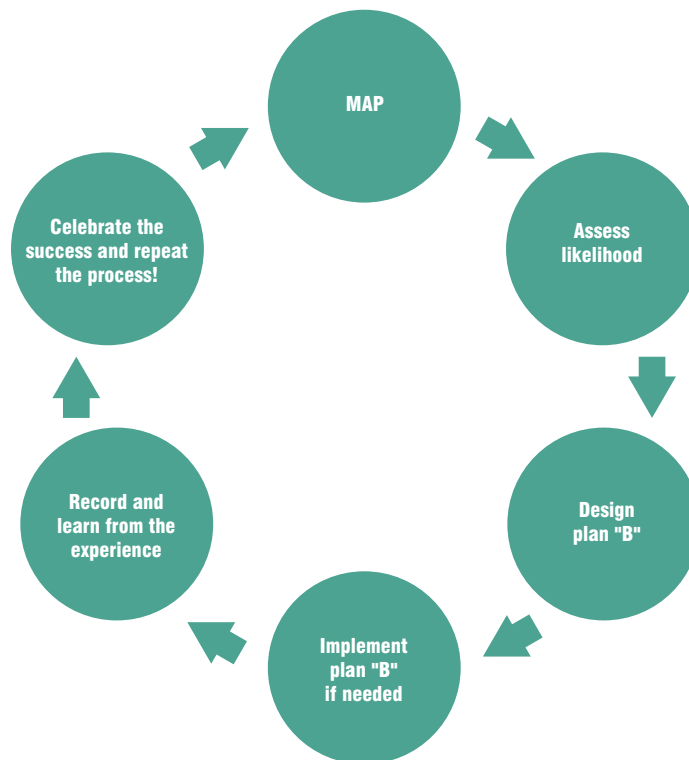 MAP
Assess
likelihood
Design
plan "B"
Implement
plan "B"
if needed
Record and
learn from the
experience
Celebrate the
success and repeat
the process!